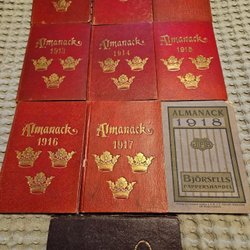 Almanack
1913
Almanack
1914
Almanack
1915
Almanack
1916
Almanack
1917
ALMANACK
1918
BJÖRSELLS
PAPPERSHANDEL